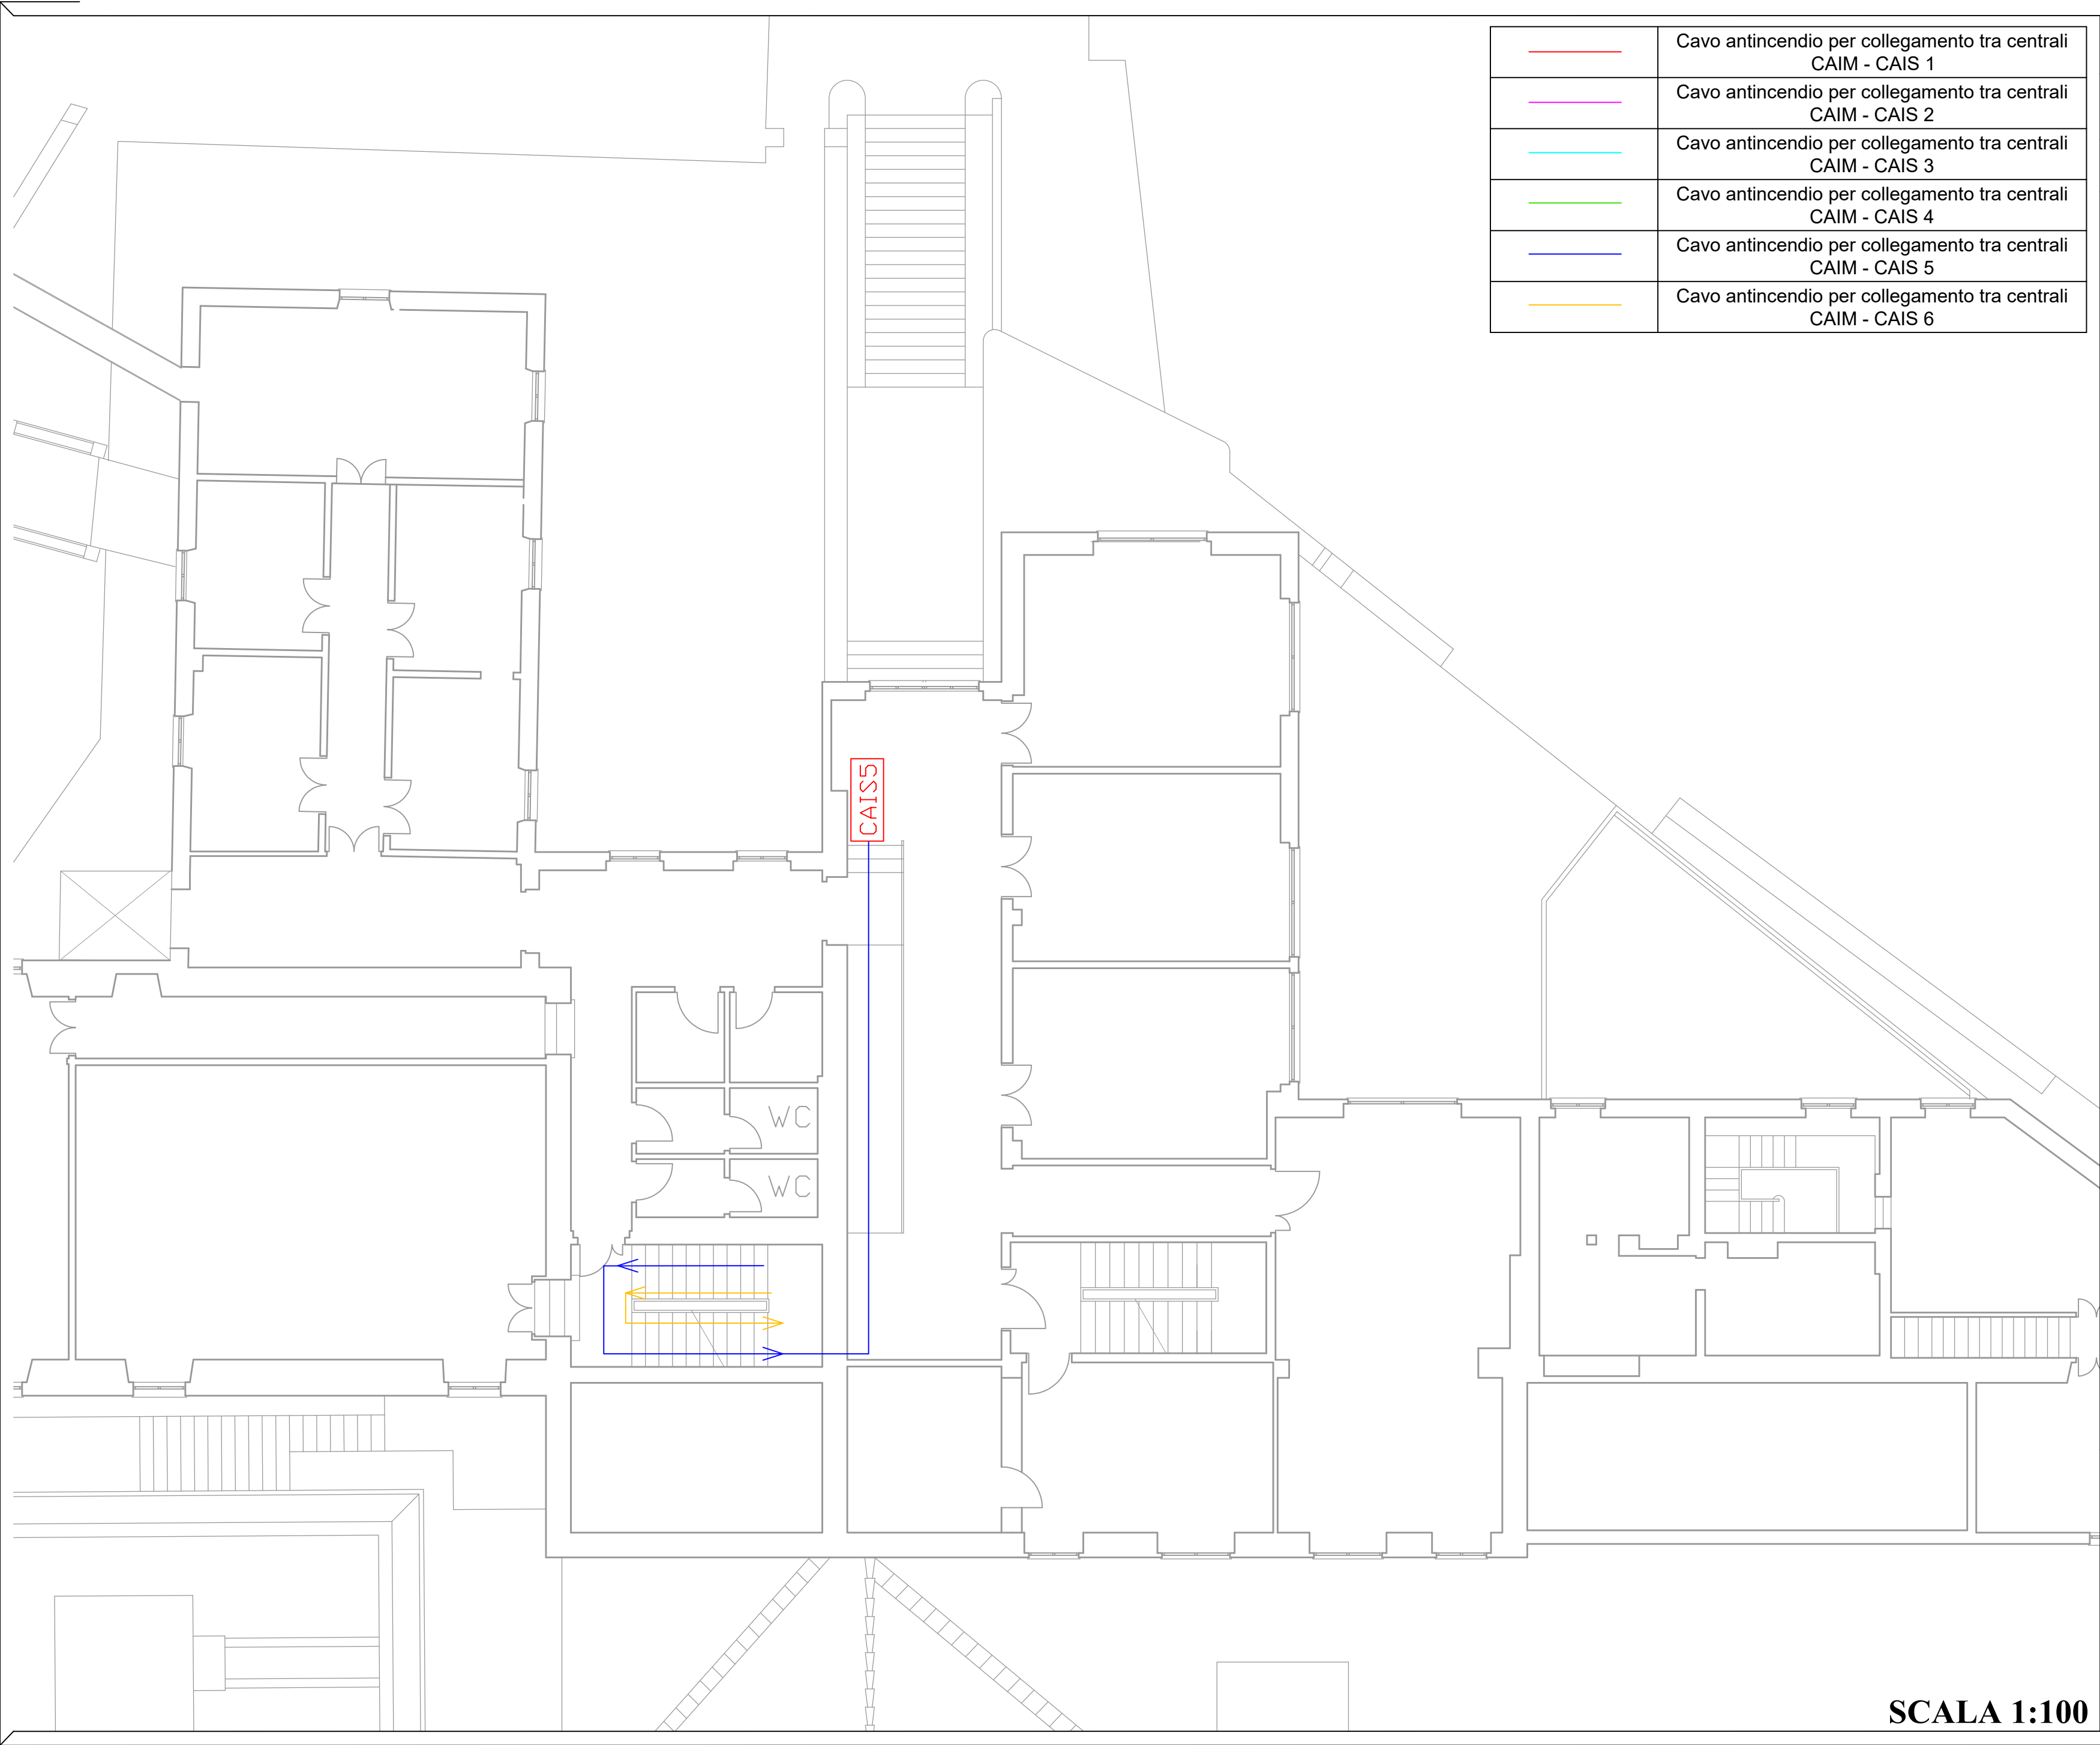 Cavo antincendio per collegamento tra centrali
CAIM - CAIS 1
Cavo antincendio per collegamento tra centrali
CAIM - CAIS 2
Cavo antincendio per collegamento tra centrali
CAIM - CAIS 3
Cavo antincendio per collegamento tra centrali
CAIM - CAIS 4
Cavo antincendio per collegamento tra centrali
CAIM - CAIS 5
Cavo antincendio per collegamento tra centrali
CAIM - CAIS 6
CAIS5
WC
WC
SCALA 1:100